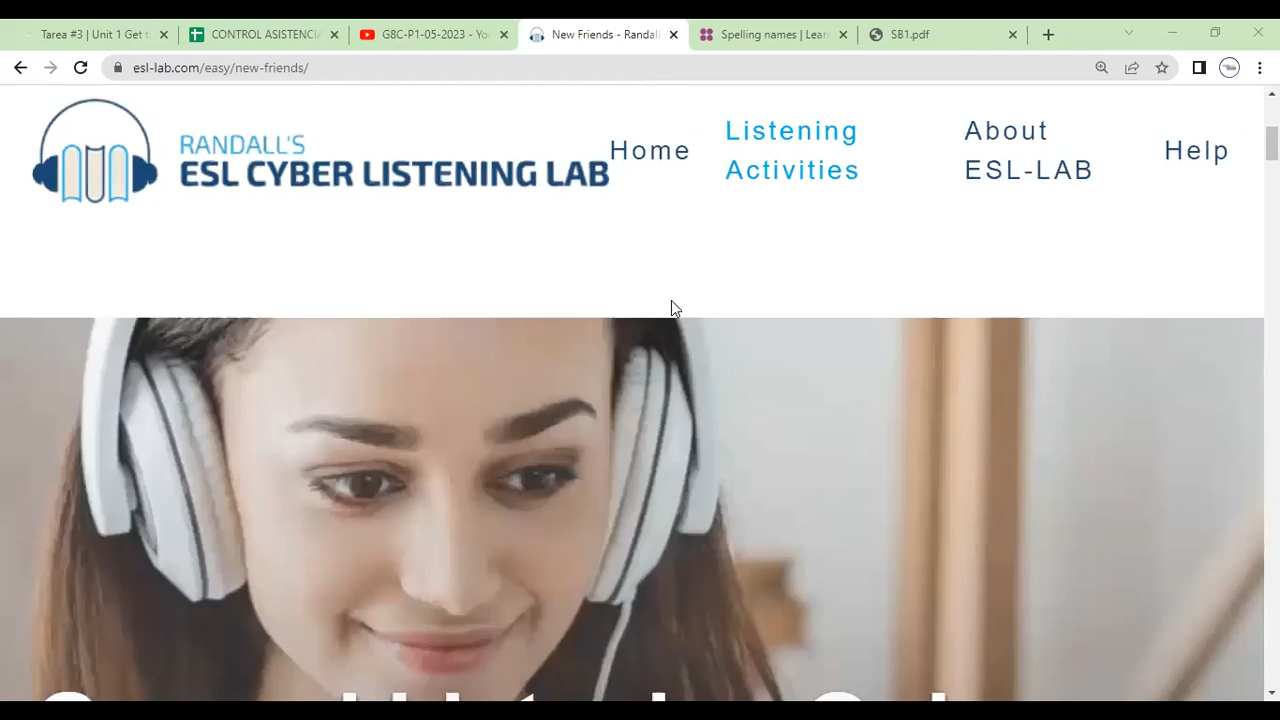 Tarea #3 | Unit 1 Get t
CONTROL ASISTENCIA
G8C-P1-05-2023 - Yo
New Friends - Randall
Spelling names | Lear
SB1.pdf
esl-lab.com/easy/new-friends/
RANDALL'S
ESL CYBER LISTENING LAB
Home
Listening
Activities
About
ESL-LAB
Help